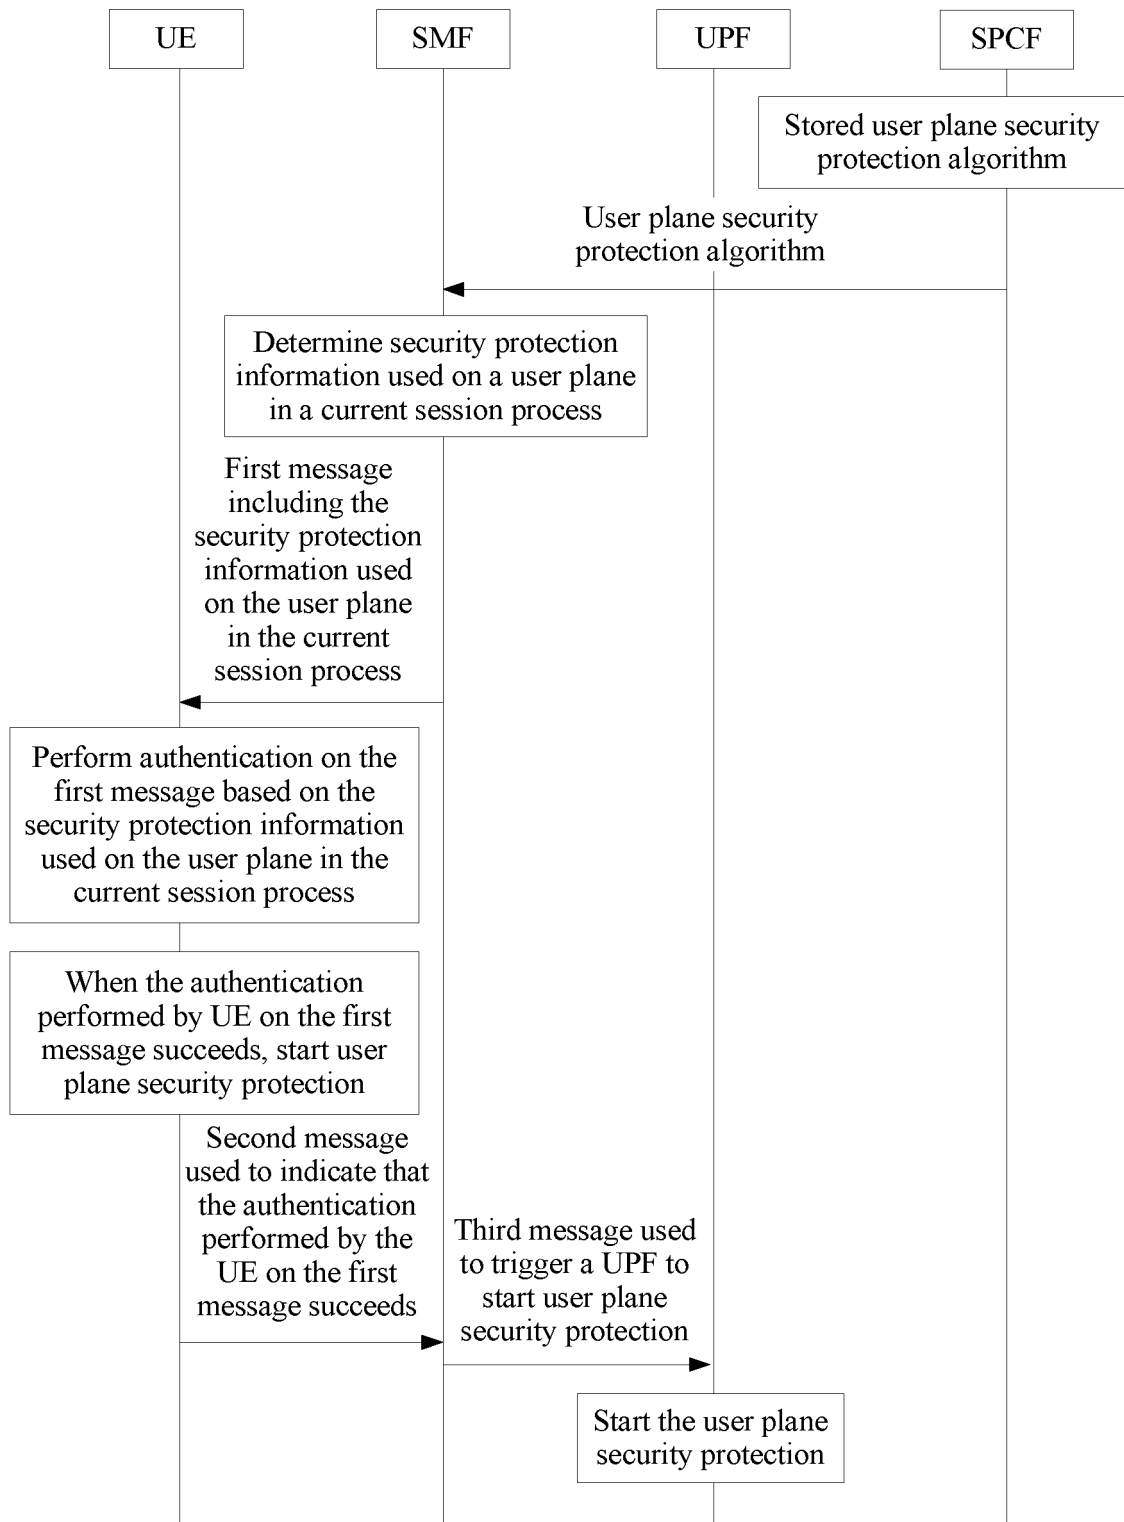 UE
SMF
UPF
SPCF
Stored user plane security
protection algorithm
User plane security
protection algorithm
Determine security protection
information used on a user plane
in a current session process
First message
including the
security protection
information used
on the user plane
in the current
session process
Perform authentication on the
first message based on the
security protection information
used on the user plane in the
current session process
When the authentication
performed by UE on the first
message succeeds, start user
plane security protection
Second message
used to indicate that
the authentication
performed by the
UE on the first
message succeeds
Third message used
to trigger a UPF to
start user plane
security protection
Start the user plane
security protection